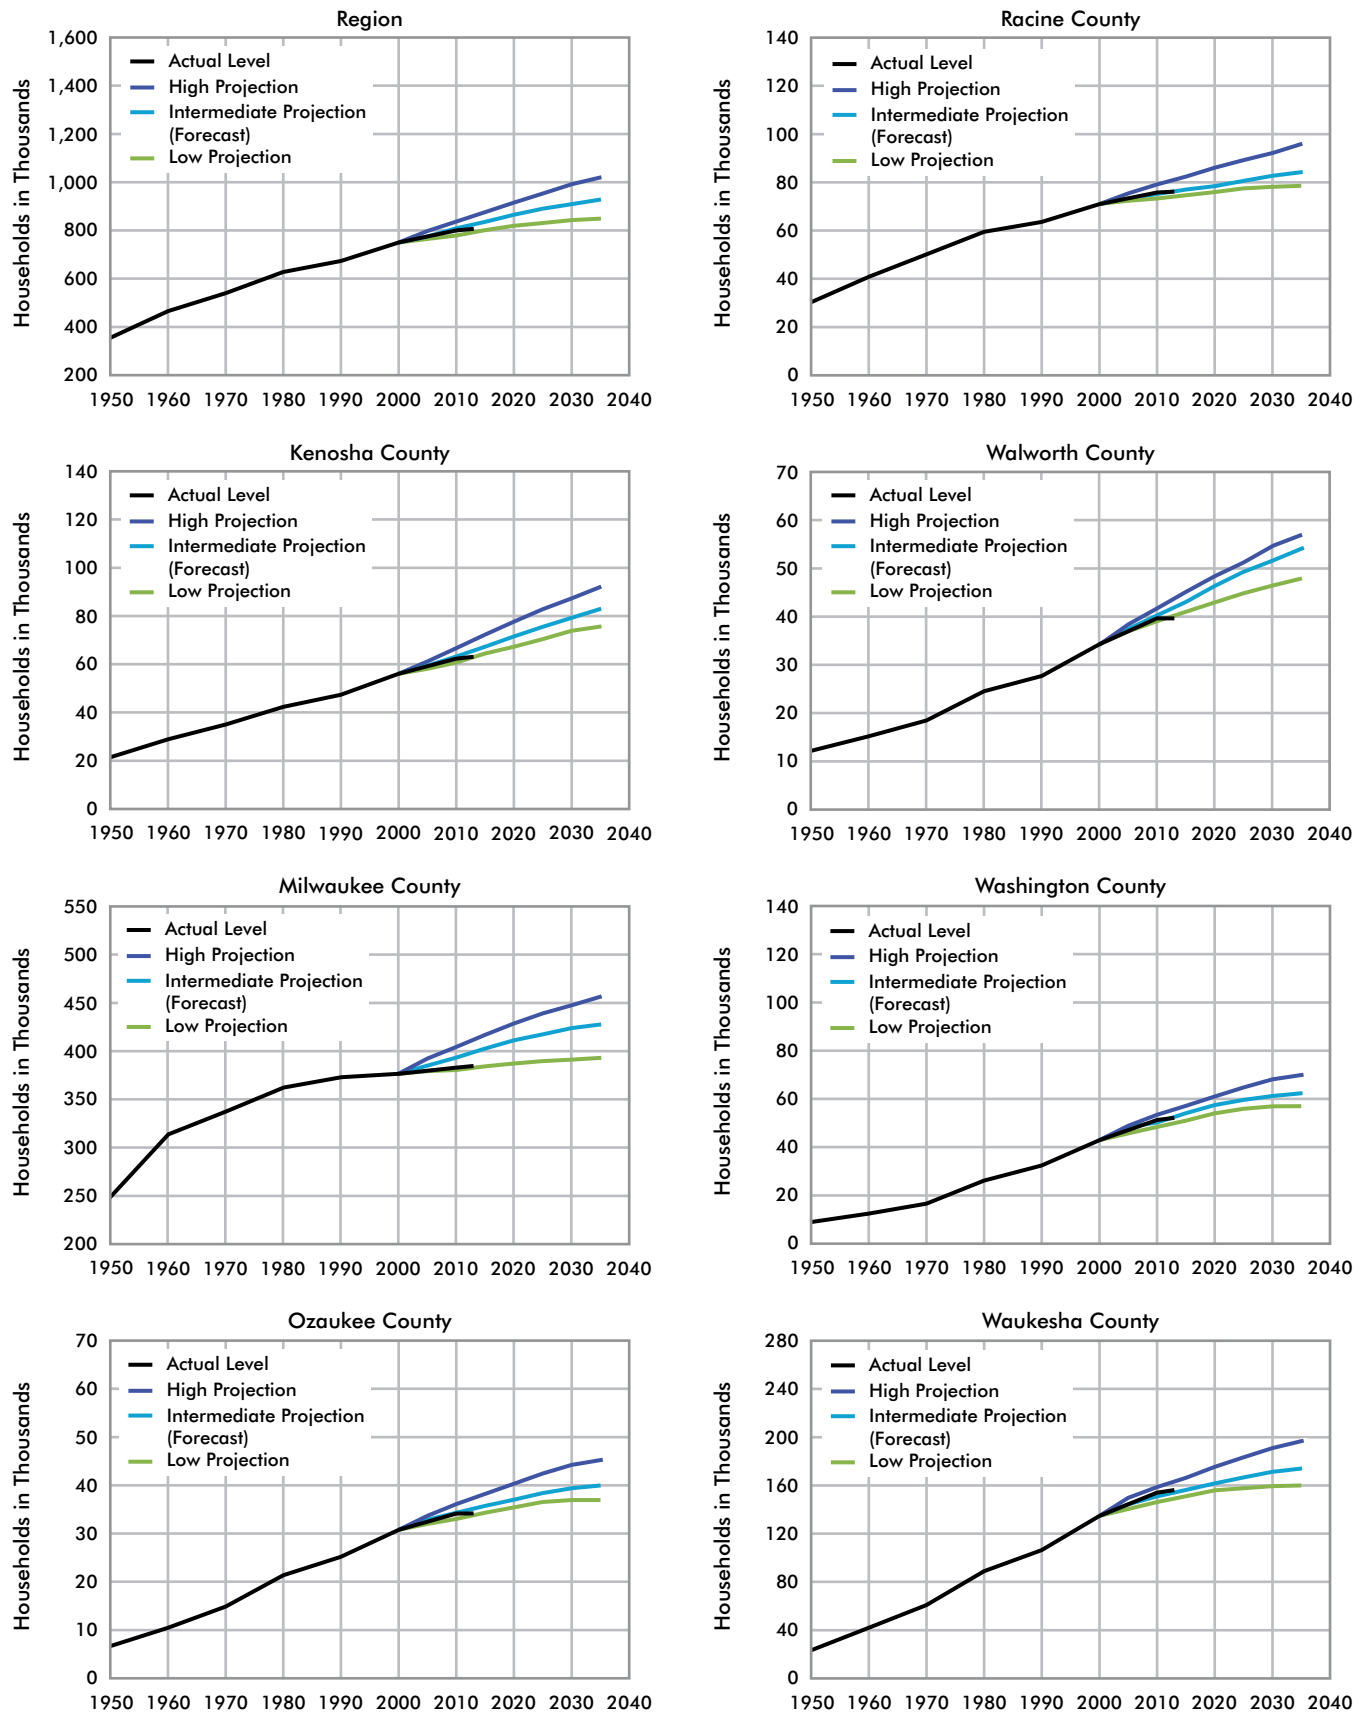 Region
Households in Thousands
1,600
1,400
1,200
1,000
800
600
400
200
Actual Level
High Projection
Intermediate Projection
(Forecast)
Low Projection
1950 1960 1970 1980 1990 2000 2010 2020 2030 2040
Racine County
Households in Thousands
140
120
100
80
60
40
20
0
Actual Level
High Projection
Intermediate Projection
(Forecast)
Low Projection
1950 1960 1970 1980 1990 2000 2010 2020 2030 2040
Kenosha County
Households in Thousands
140
120
100
80
60
40
20
0
Actual Level
High Projection
Intermediate Projection
(Forecast)
Low Projection
1950 1960 1970 1980 1990 2000 2010 2020 2030 2040
Walworth County
Households in Thousands
70
60
50
40
30
20
10
0
Actual Level
High Projection
Intermediate Projection
(Forecast)
Low Projection
1950 1960 1970 1980 1990 2000 2010 2020 2030 2040
Milwaukee County
Households in Thousands
550
500
450
400
350
300
250
200
Actual Level
High Projection
Intermediate Projection
(Forecast)
Low Projection
1950 1960 1970 1980 1990 2000 2010 2020 2030 2040
Washington County
Households in Thousands
140
120
100
80
60
40
20
0
Actual Level
High Projection
Intermediate Projection
(Forecast)
Low Projection
1950 1960 1970 1980 1990 2000 2010 2020 2030 2040
Ozaukee County
Households in Thousands
70
60
50
40
30
20
10
0
Actual Level
High Projection
Intermediate Projection
(Forecast)
Low Projection
1950 1960 1970 1980 1990 2000 2010 2020 2030 2040
Waukesha County
Households in Thousands
280
240
200
160
120
80
40
0
Actual Level
High Projection
Intermediate Projection
(Forecast)
Low Projection
1950 1960 1970 1980 1990 2000 2010 2020 2030 2040